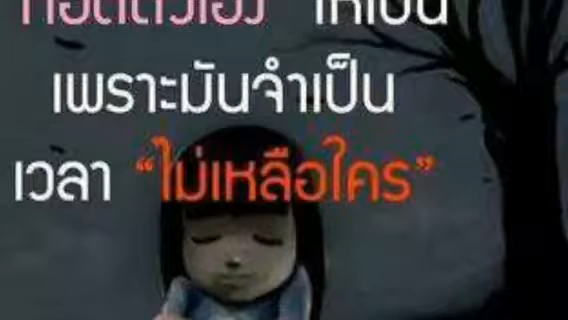 กอดตัวเอง” ให้เป็น
เพราะมันจำเป็น
เวลา “ไม่เหลือใคร”